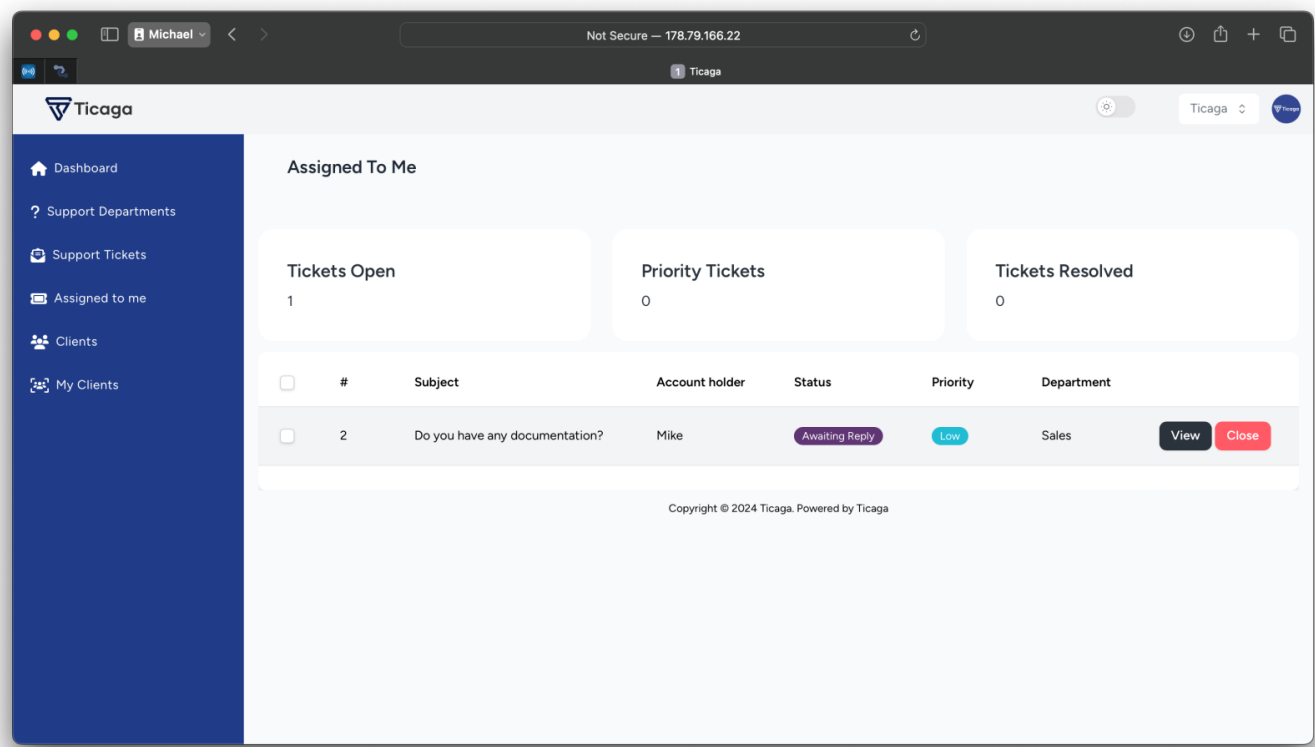 Michael
Not Secure — 178.79.166.22
1 Ticaga
Ticaga
Ticaga
Ticaga
Dashboard
? Support Departments
Support Tickets
Assigned to me
Clients
My Clients
Assigned To Me
Tickets Open
1
Priority Tickets
0
Tickets Resolved
0
# Subject Account holder Status Priority Department
2 Do you have any documentation? Mike Awaiting Reply Low Sales View Close
Copyright © 2024 Ticaga. Powered by Ticaga